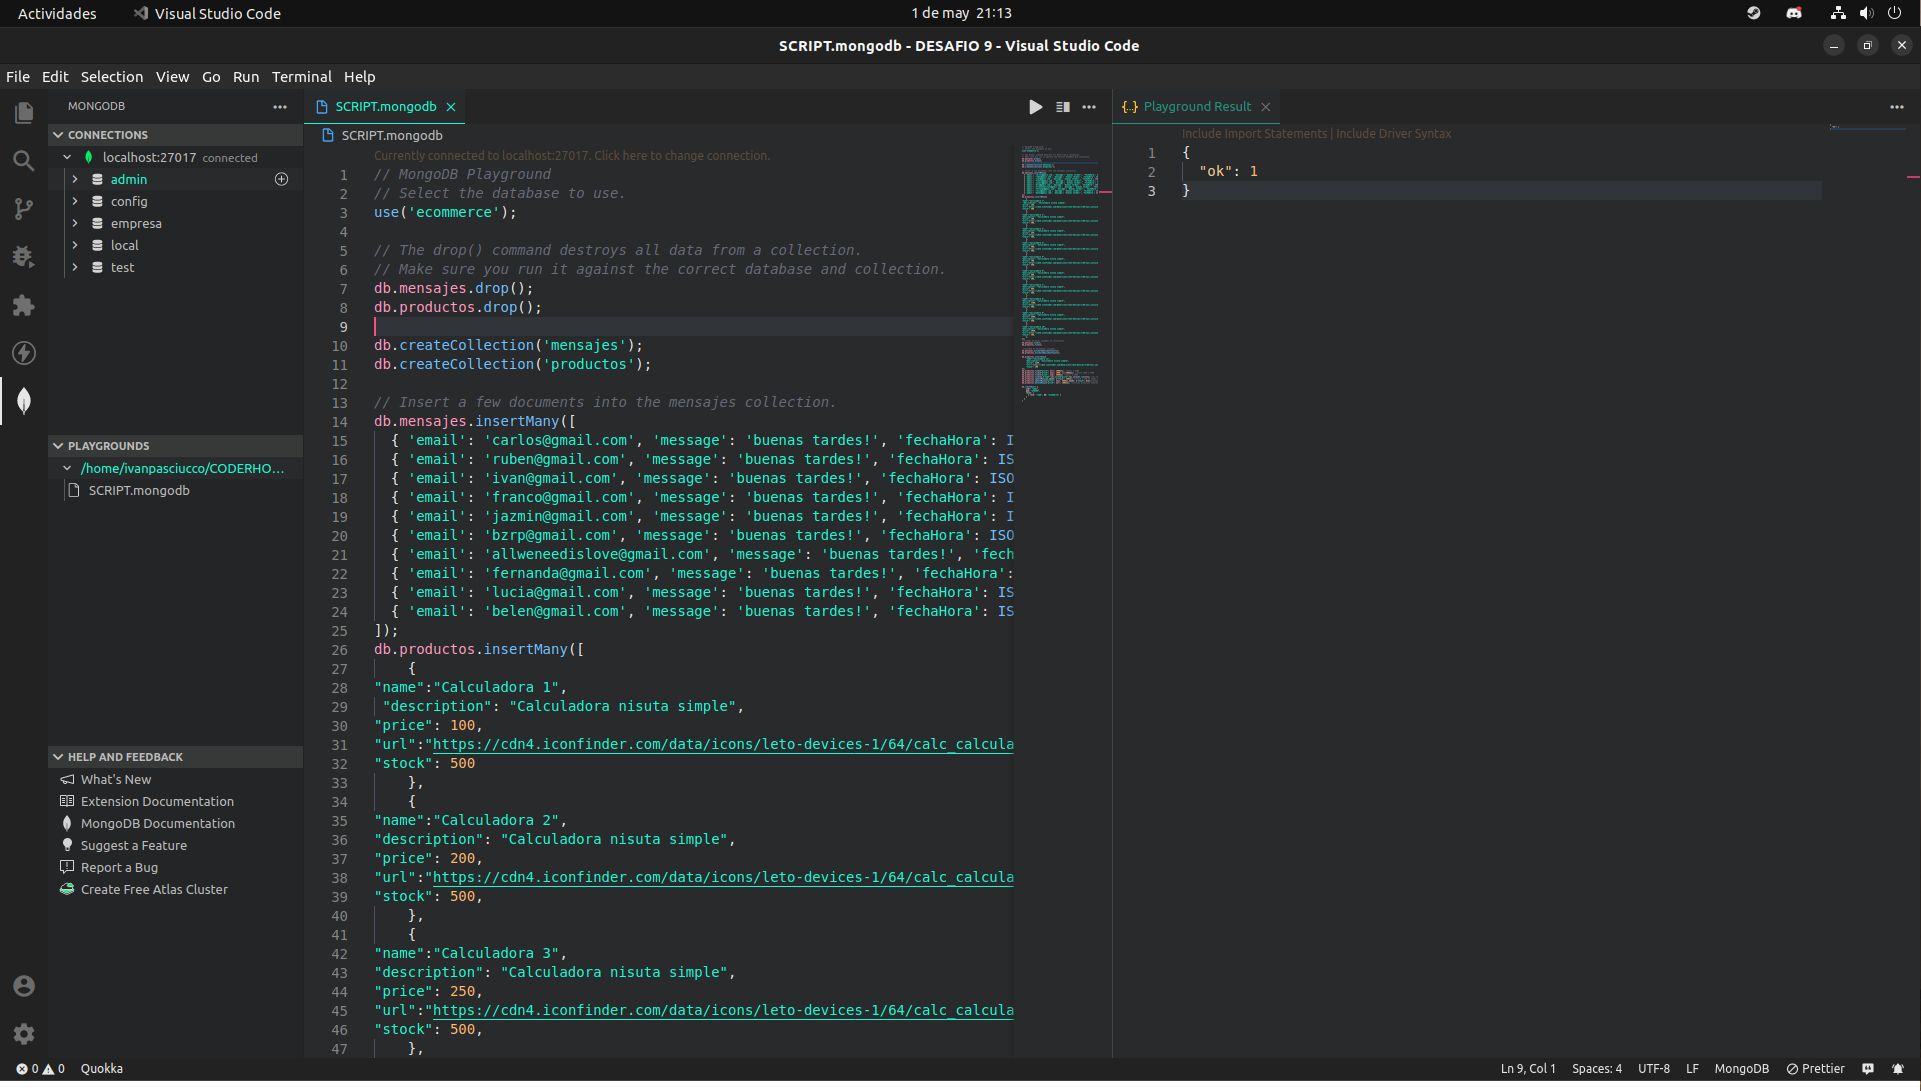 Actividades
Visual Studio Code
1 de may 21:13
SCRIPT.mongodb - DESAFIO 9 - Visual Studio Code
File Edit Selection View Go Run Terminal Help
MONGODB
CONNECTIONS
localhost:27017 connected
admin
config
empresa
local
test
PLAYGROUNDS
/home/ivanpasciucco/CODERHO...
SCRIPT.mongodb
HELP AND FEEDBACK
What's New
Extension Documentation
MongoDB Documentation
Suggest a Feature
Report a Bug
Create Free Atlas Cluster
SCRIPT.mongodb
SCRIPT.mongodb
Currently connected to localhost:27017. Click here to change connection.
1 // MongoDB Playground
2 // Select the database to use.
3 use('ecommerce');
4
5 // The drop() command destroys all data from a collection.
6 // Make sure you run it against the correct database and collection.
7 db.mensajes.drop();
8 db.productos.drop();
9
10 db.createCollection('mensajes');
11 db.createCollection('productos');
12
13 // Insert a few documents into the mensajes collection.
14 db.mensajes.insertMany([
15 { 'email': 'carlos@gmail.com', 'message': 'buenas tardes!', 'fechaHora': I
16 { 'email': 'ruben@gmail.com', 'message': 'buenas tardes!', 'fechaHora': IS
17 { 'email': 'ivan@gmail.com', 'message': 'buenas tardes!', 'fechaHora': ISO
18 { 'email': 'franco@gmail.com', 'message': 'buenas tardes!', 'fechaHora': I
19 { 'email': 'jazmin@gmail.com', 'message': 'buenas tardes!', 'fechaHora': I
20 { 'email': 'bzrp@gmail.com', 'message': 'buenas tardes!', 'fechaHora': ISO
21 { 'email': 'allweneedislove@gmail.com', 'message': 'buenas tardes!', 'fech
22 { 'email': 'fernanda@gmail.com', 'message': 'buenas tardes!', 'fechaHora':
23 { 'email': 'lucia@gmail.com', 'message': 'buenas tardes!', 'fechaHora': IS
24 { 'email': 'belen@gmail.com', 'message': 'buenas tardes!', 'fechaHora': IS
25 ]);
26 db.productos.insertMany([
27 {
28 "name":"Calculadora 1",
29 "description": "Calculadora nisuta simple",
30 "price": 100,
31 "url":"https://cdn4.iconfinder.com/data/icons/leto-devices-1/64/calc_calcula
32 "stock": 500
33 },
34 {
35 "name":"Calculadora 2",
36 "description": "Calculadora nisuta simple",
37 "price": 200,
38 "url":"https://cdn4.iconfinder.com/data/icons/leto-devices-1/64/calc_calcula
39 "stock": 500,
40 },
41 {
42 "name":"Calculadora 3",
43 "description": "Calculadora nisuta simple",
44 "price": 250,
45 "url":"https://cdn4.iconfinder.com/data/icons/leto-devices-1/64/calc_calcula
46 "stock": 500,
47 },
{..} Playground Result
Include Import Statements | Include Driver Syntax
1 {
2 "ok": 1
3 }
0 0 Quokka
Ln 9, Col 1 Spaces: 4 UTF-8 LF MongoDB Prettier